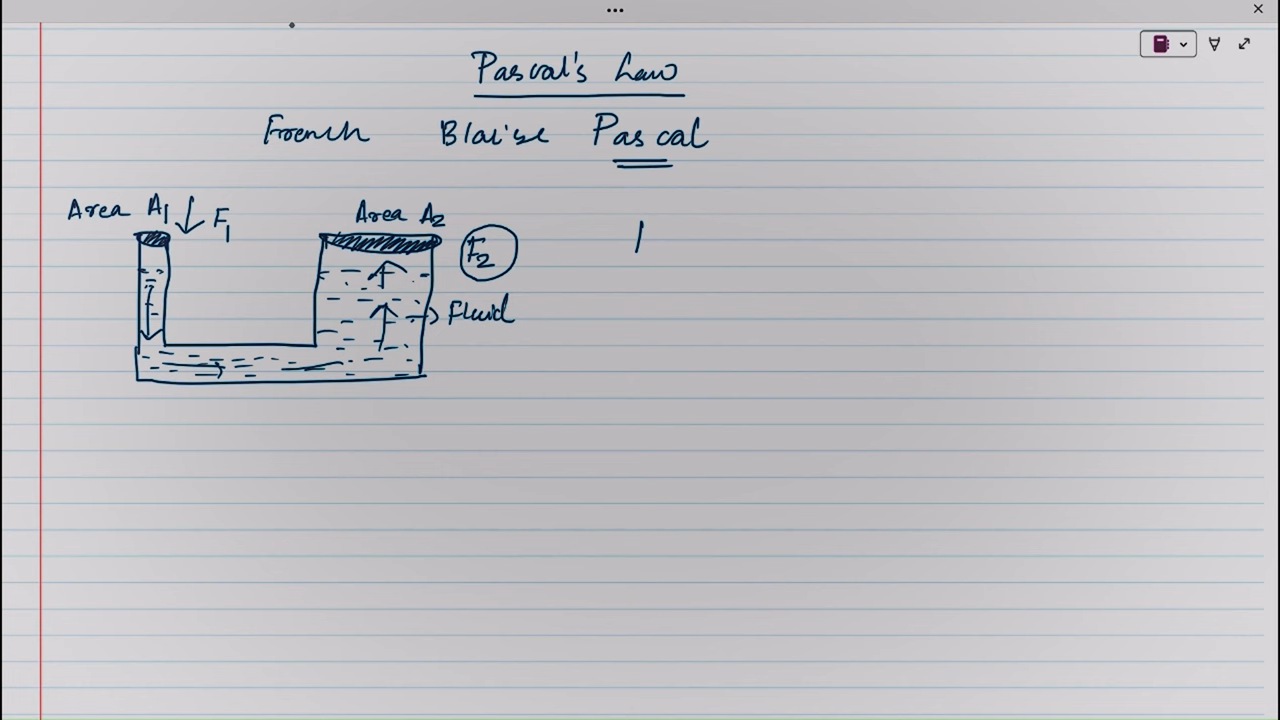 Pascal's Law
French Blaise Pascal
Area A1 F1 Area A2
F2
Fluid